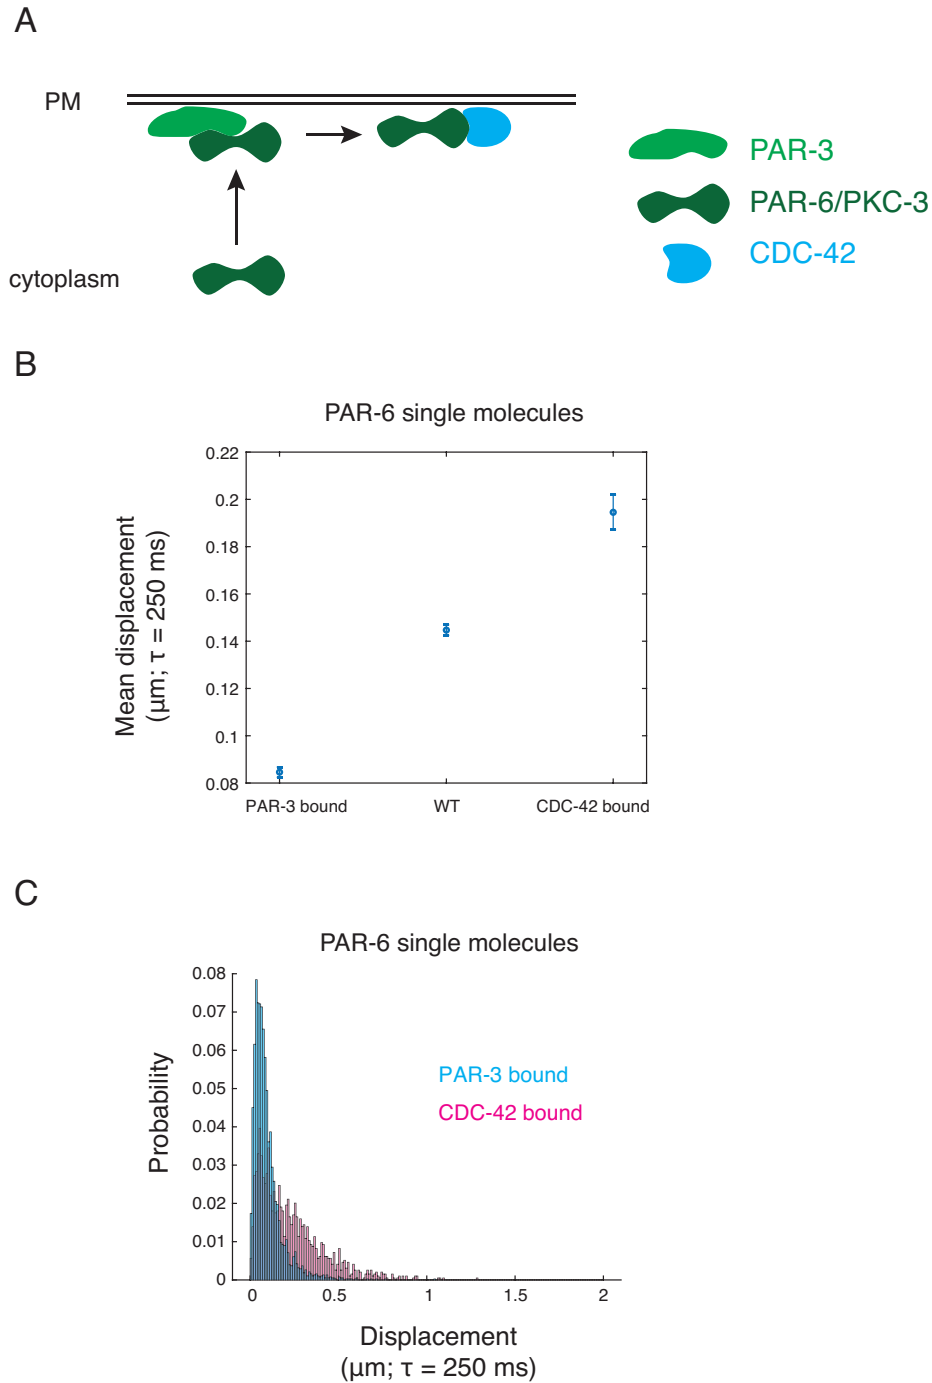 A
PM
cytoplasm
PAR-3
PAR-6/PKC-3
CDC-42
B
PAR-6 single molecules
Mean displacement
(μm; τ = 250 ms)
0.22
0.2
0.18
0.16
0.14
0.12
0.1
0.08
PAR-3 bound
WT
CDC-42 bound
C
PAR-6 single molecules
Probability
0.08
0.07
0.06
0.05
0.04
0.03
0.02
0.01
0
PAR-3 bound
CDC-42 bound
0
0.5
1
1.5
2
Displacement
(μm; τ = 250 ms)